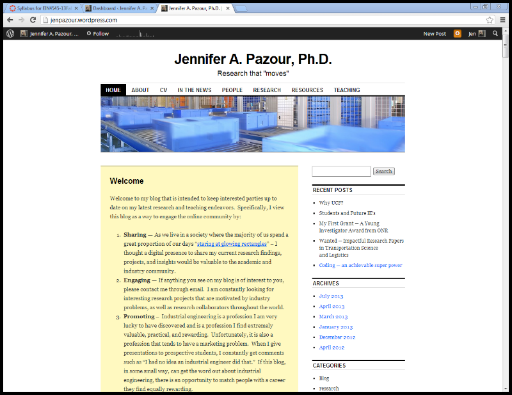 Syllabus for
Dashboard ‹ Jennifer A. P
Jennifer A. Pazour, Ph.D.
jenpazour.wordpress.com
Jennifer A. Pazour, ...
Follow
New Post
Jen
Jennifer A. Pazour, Ph.D.
Research that "moves"
HOME ABOUT CV IN THE NEWS PEOPLE RESEARCH RESOURCES TEACHING
Search
Welcome
RECENT POSTS
Welcome to my blog that is intended to keep interested parties up
to date on my latest research and teaching endeavors. Specifically, I view
this blog as a way to engage the online community by:
1. Sharing – As we live in a society where the majority of us spend a
great proportion of our days "staring at glowing rectangles" – I
thought a digital presence to share my current research findings,
projects, and insights would be valuable to the academic and
industry community.
2. Engaging – If anything you see on my blog is of interest to you,
please contact me through email. I am constantly looking for
interesting research projects that are motivated by industry
problems, as well as research collaborators throughout the world.
3. Promoting – Industrial engineering is a profession I am very
lucky to have discovered and is a profession I find extremely
valuable, practical, and rewarding. Unfortunately, it is also a
profession that tends to have a marketing problem. When I give
presentations to prospective students, I constantly get comments
such as "I had no idea an industrial engineer did that." If this blog,
in some small way, can get the word out about industrial
engineering, there is an opportunity to match people with a career
they find equally rewarding.
Why UCF?
Students and Future IE's
My First Grant – A Young
Investigator Award from ONR
Wanted – Impactful Research Papers
in Transportation Science
and Logistics
Coding – an achievable super power
ARCHIVES
July 2013
April 2013
March 2013
January 2013
December 2012
April 2012
CATEGORIES
Blog
research